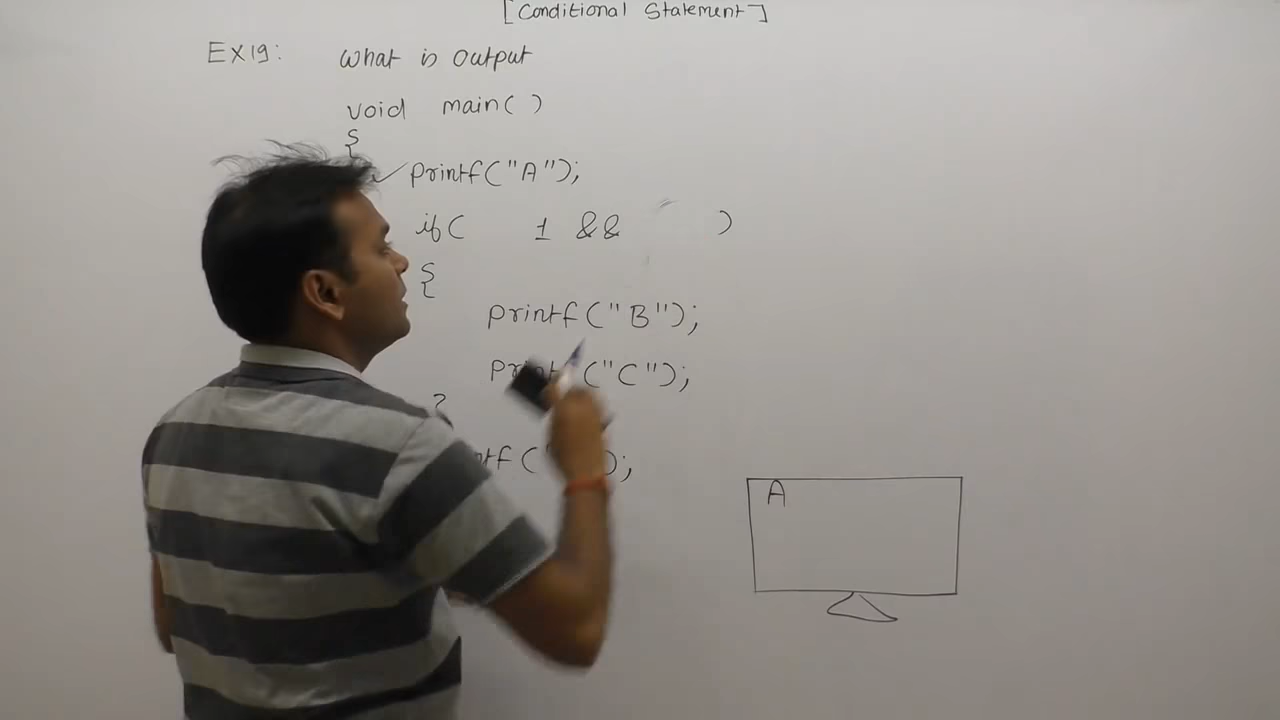 [Conditional Statement]
EX19: What is output
void main( )
{
printf("A");
if( 1 && )
{
printf("B");
("C");
}
A